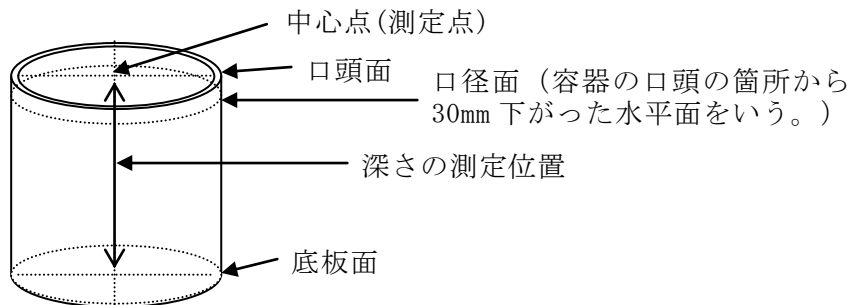 中心点(測定点)
口頭面
口径面（容器の口頭の箇所から
30mm 下がった水平面をいう。）
深さの測定位置
底板面